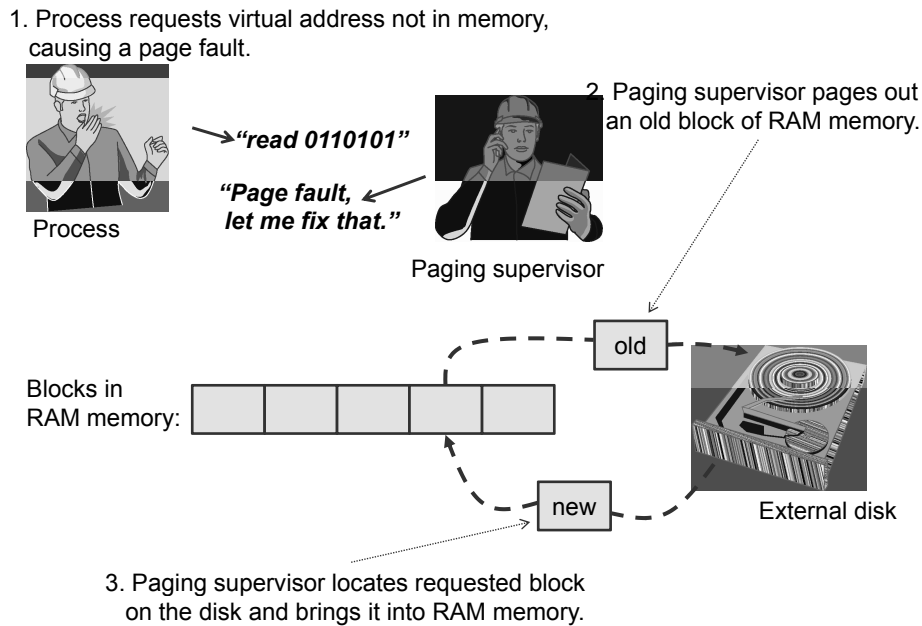 1. Process requests virtual address not in memory,
causing a page fault.
2. Paging supervisor pages out
an old block of RAM memory.
“read 0110101”
“Page fault,
let me fix that.”
Process
Paging supervisor
old
Blocks in
RAM memory:
new
External disk
3. Paging supervisor locates requested block
on the disk and brings it into RAM memory.